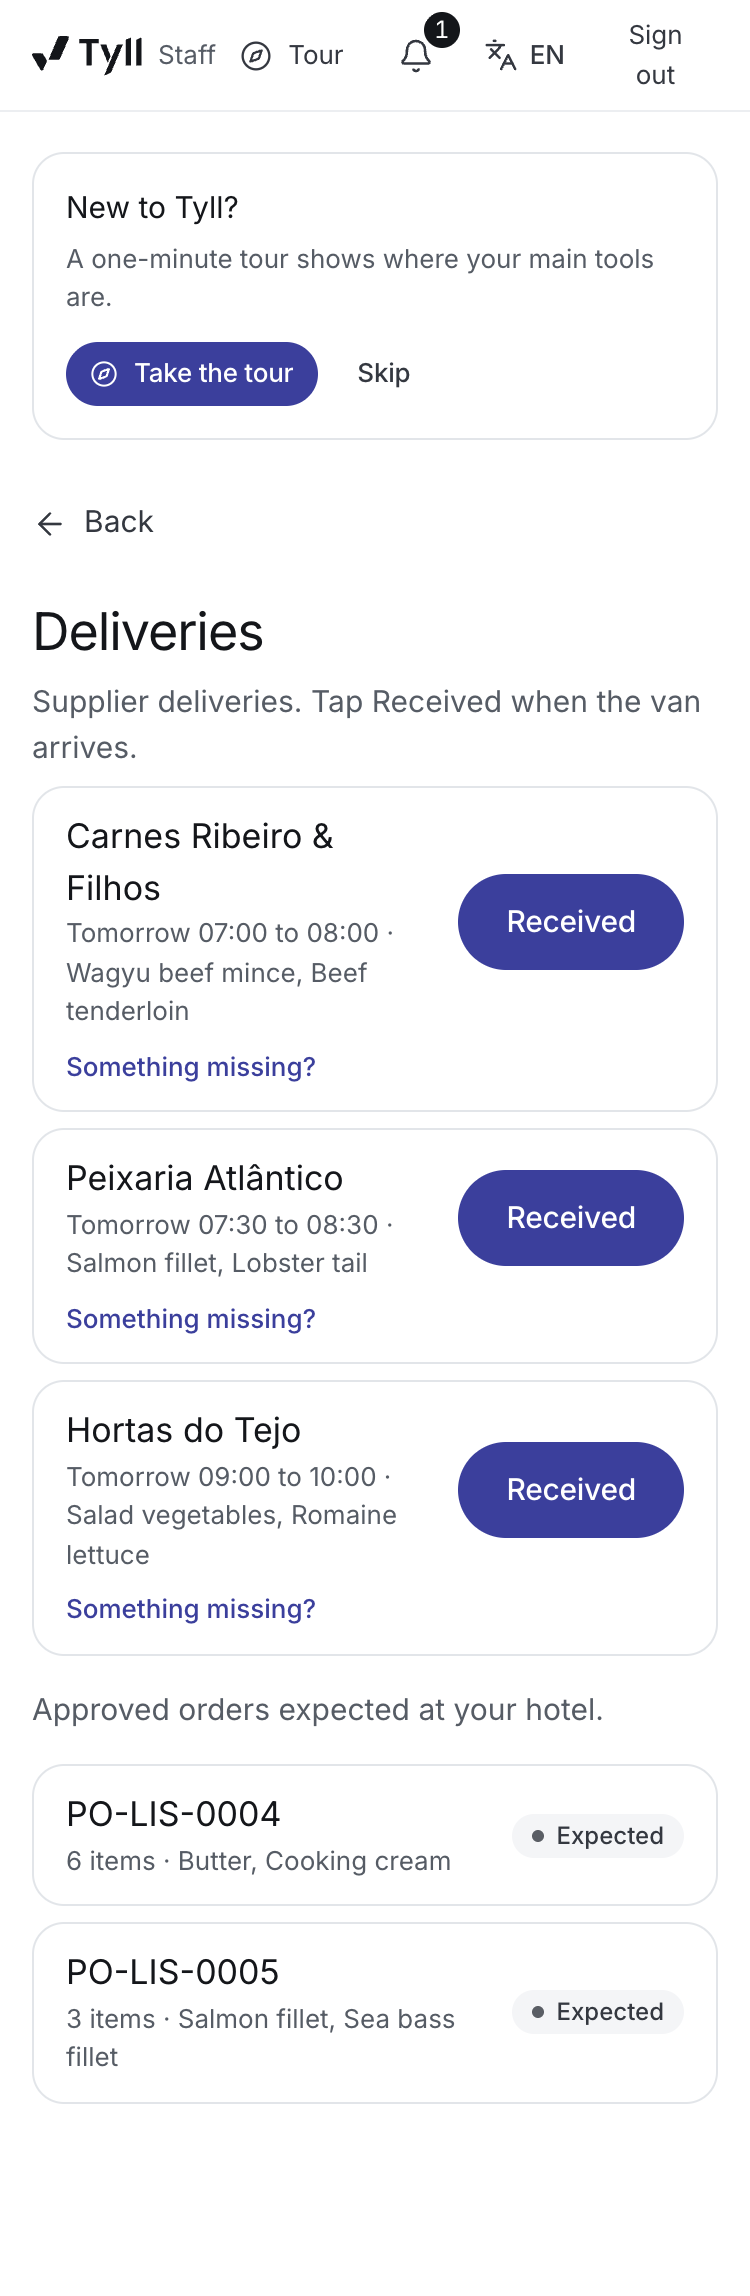 Tyll Staff Tour 1 EN Sign out
New to Tyll?
A one-minute tour shows where your main tools
are.
Take the tour Skip
Back
Deliveries
Supplier deliveries. Tap Received when the van
arrives.
Carnes Ribeiro &
Filhos
Tomorrow 07:00 to 08:00 ·
Wagyu beef mince, Beef
tenderloin
Something missing?
Received
Peixaria Atlântico
Tomorrow 07:30 to 08:30 ·
Salmon fillet, Lobster tail
Something missing?
Received
Hortas do Tejo
Tomorrow 09:00 to 10:00 ·
Salad vegetables, Romaine
lettuce
Something missing?
Received
Approved orders expected at your hotel.
PO-LIS-0004
6 items · Butter, Cooking cream
Expected
PO-LIS-0005
3 items · Salmon fillet, Sea bass
fillet
Expected